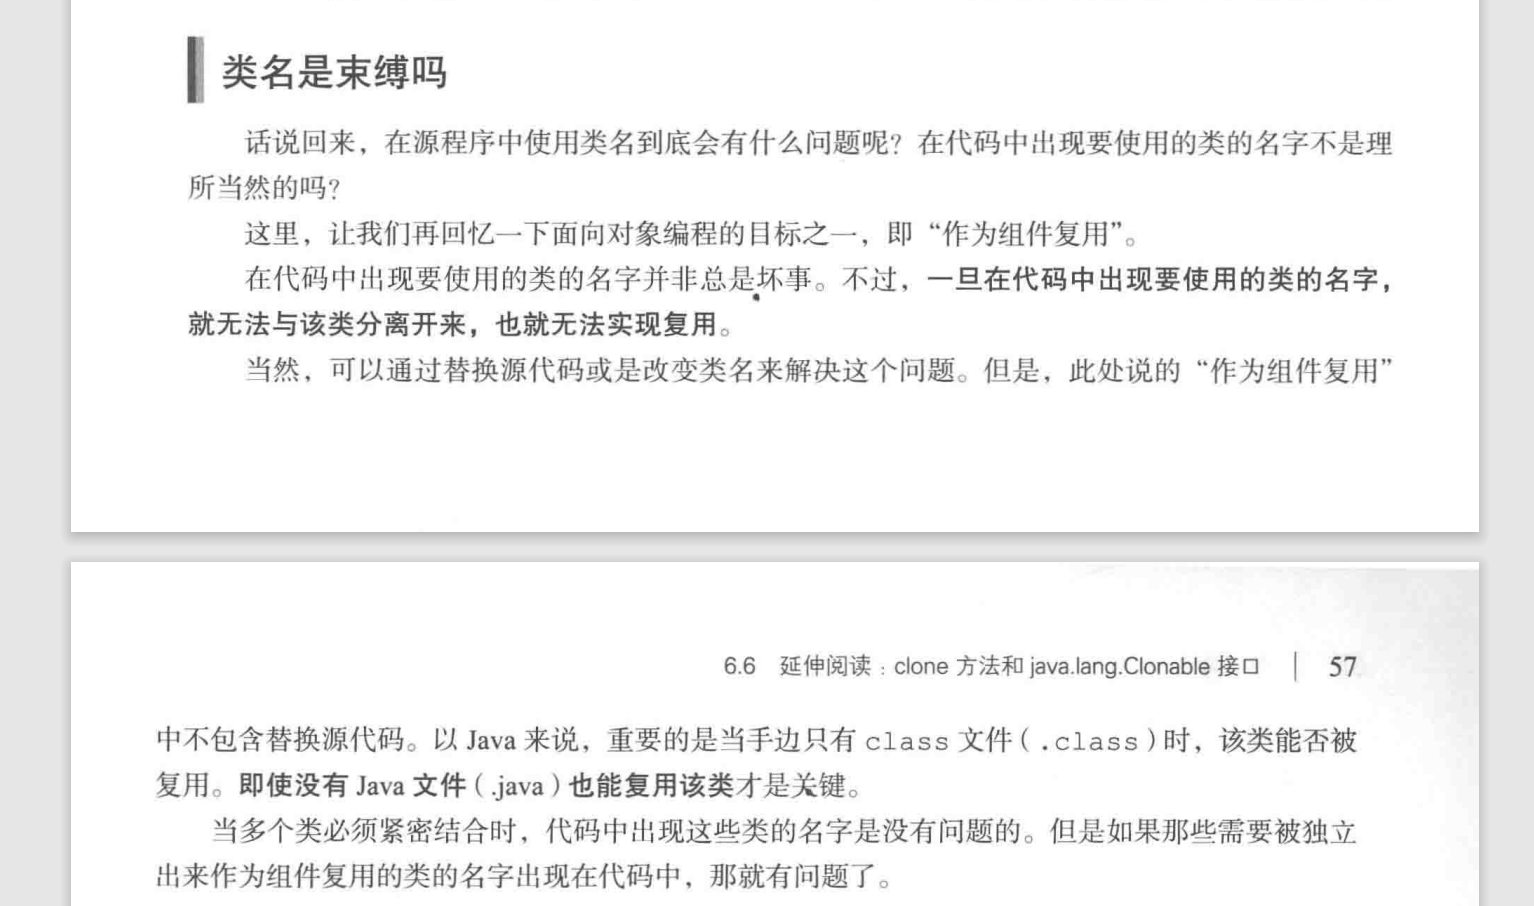 类名是束缚吗
话说回来，在源程序中使用类名到底会有什么问题呢？在代码中出现要使用的类的名字不是理
所当然的吗？
这里，让我们再回忆一下面向对象编程的目标之一，即“作为组件复用”。
在代码中出现要使用的类的名字并非总是坏事。不过，一旦在代码中出现要使用的类的名字，
就无法与该类分离开来，也就无法实现复用。
当然，可以通过替换源代码或是改变类名来解决这个问题。但是，此处说的“作为组件复用”
6.6 延伸阅读：clone 方法和 java.lang.Clonable 接口 | 57
中不包含替换源代码。以 Java 来说，重要的是当手边只有 class 文件（.class）时，该类能否被
复用。即使没有 Java 文件（.java）也能复用该类才是关键。
当多个类必须紧密结合时，代码中出现这些类的名字是没有问题的。但是如果那些需要被独立
出来作为组件复用的类的名字出现在代码中，那就有问题了。